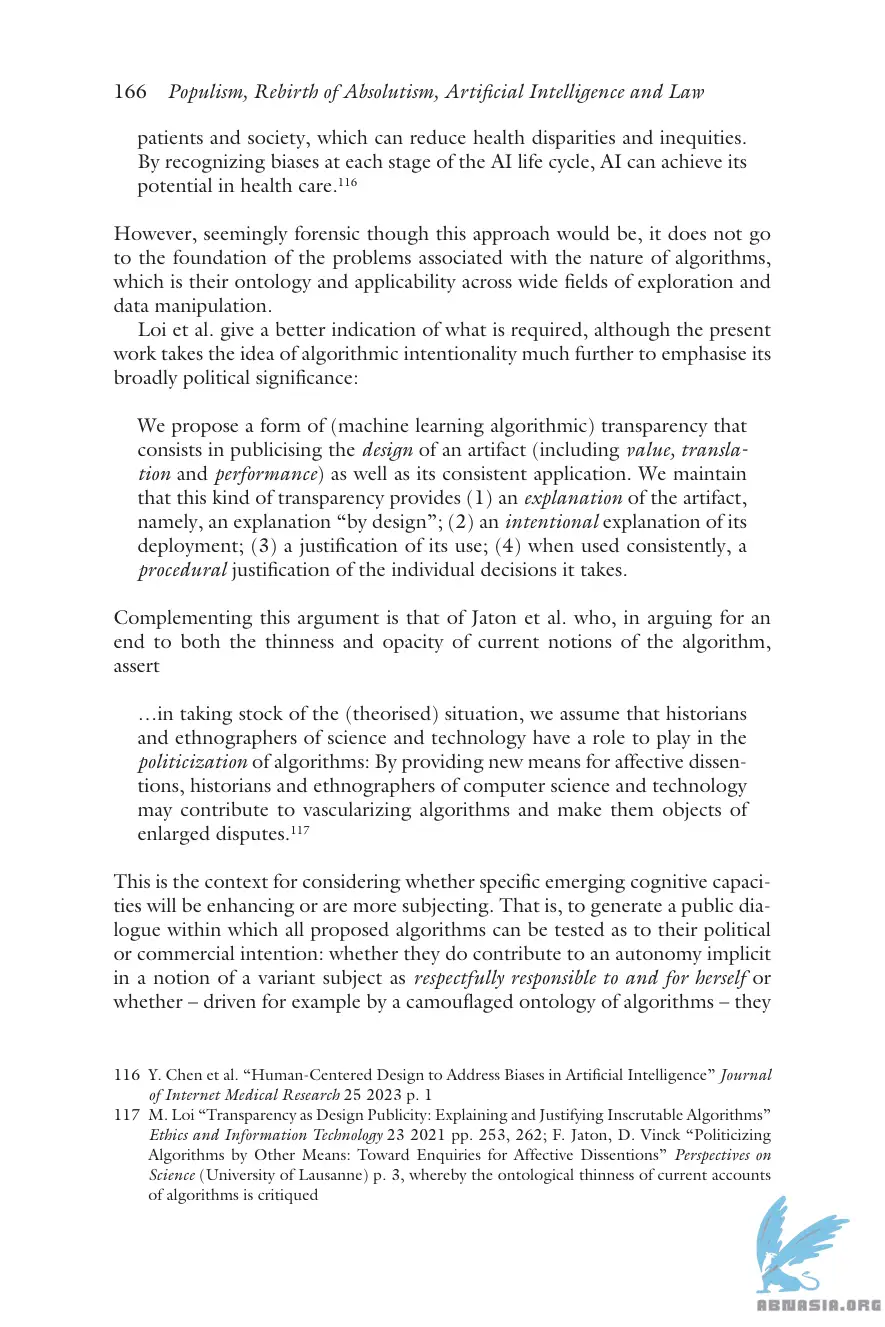 166 Populism, Rebirth of Absolutism, Artificial Intelligence and Law
patients and society, which can reduce health disparities and inequities.
By recognizing biases at each stage of the AI life cycle, AI can achieve its
potential in health care.116
However, seemingly forensic though this approach would be, it does not go
to the foundation of the problems associated with the nature of algorithms,
which is their ontology and applicability across wide fields of exploration and
data manipulation.
Loi et al. give a better indication of what is required, although the present
work takes the idea of algorithmic intentionality much further to emphasise its
broadly political significance:
We propose a form of (machine learning algorithmic) transparency that
consists in publicising the design of an artifact (including value, transla-
tion and performance) as well as its consistent application. We maintain
that this kind of transparency provides (1) an explanation of the artifact,
namely, an explanation “by design”; (2) an intentional explanation of its
deployment; (3) a justification of its use; (4) when used consistently, a
procedural justification of the individual decisions it takes.
Complementing this argument is that of Jaton et al. who, in arguing for an
end to both the thinness and opacity of current notions of the algorithm,
assert
…in taking stock of the (theorised) situation, we assume that historians
and ethnographers of science and technology have a role to play in the
politicization of algorithms: By providing new means for affective dissen-
tions, historians and ethnographers of computer science and technology
may contribute to vascularizing algorithms and make them objects of
enlarged disputes.117
This is the context for considering whether specific emerging cognitive capaci-
ties will be enhancing or are more subjecting. That is, to generate a public dia-
logue within which all proposed algorithms can be tested as to their political
or commercial intention: whether they do contribute to an autonomy implicit
in a notion of a variant subject as respectfully responsible to and for herself or
whether – driven for example by a camouflaged ontology of algorithms – they
116 Y. Chen et al. “Human-Centered Design to Address Biases in Artificial Intelligence” Journal
of Internet Medical Research 25 2023 p. 1
117 M. Loi “Transparency as Design Publicity: Explaining and Justifying Inscrutable Algorithms”
Ethics and Information Technology 23 2021 pp. 253, 262; F. Jaton, D. Vinck “Politicizing
Algorithms by Other Means: Toward Enquiries for Affective Dissentions” Perspectives on
Science (University of Lausanne) p. 3, whereby the ontological thinness of current accounts
of algorithms is critiqued
ABNASIA.ORG